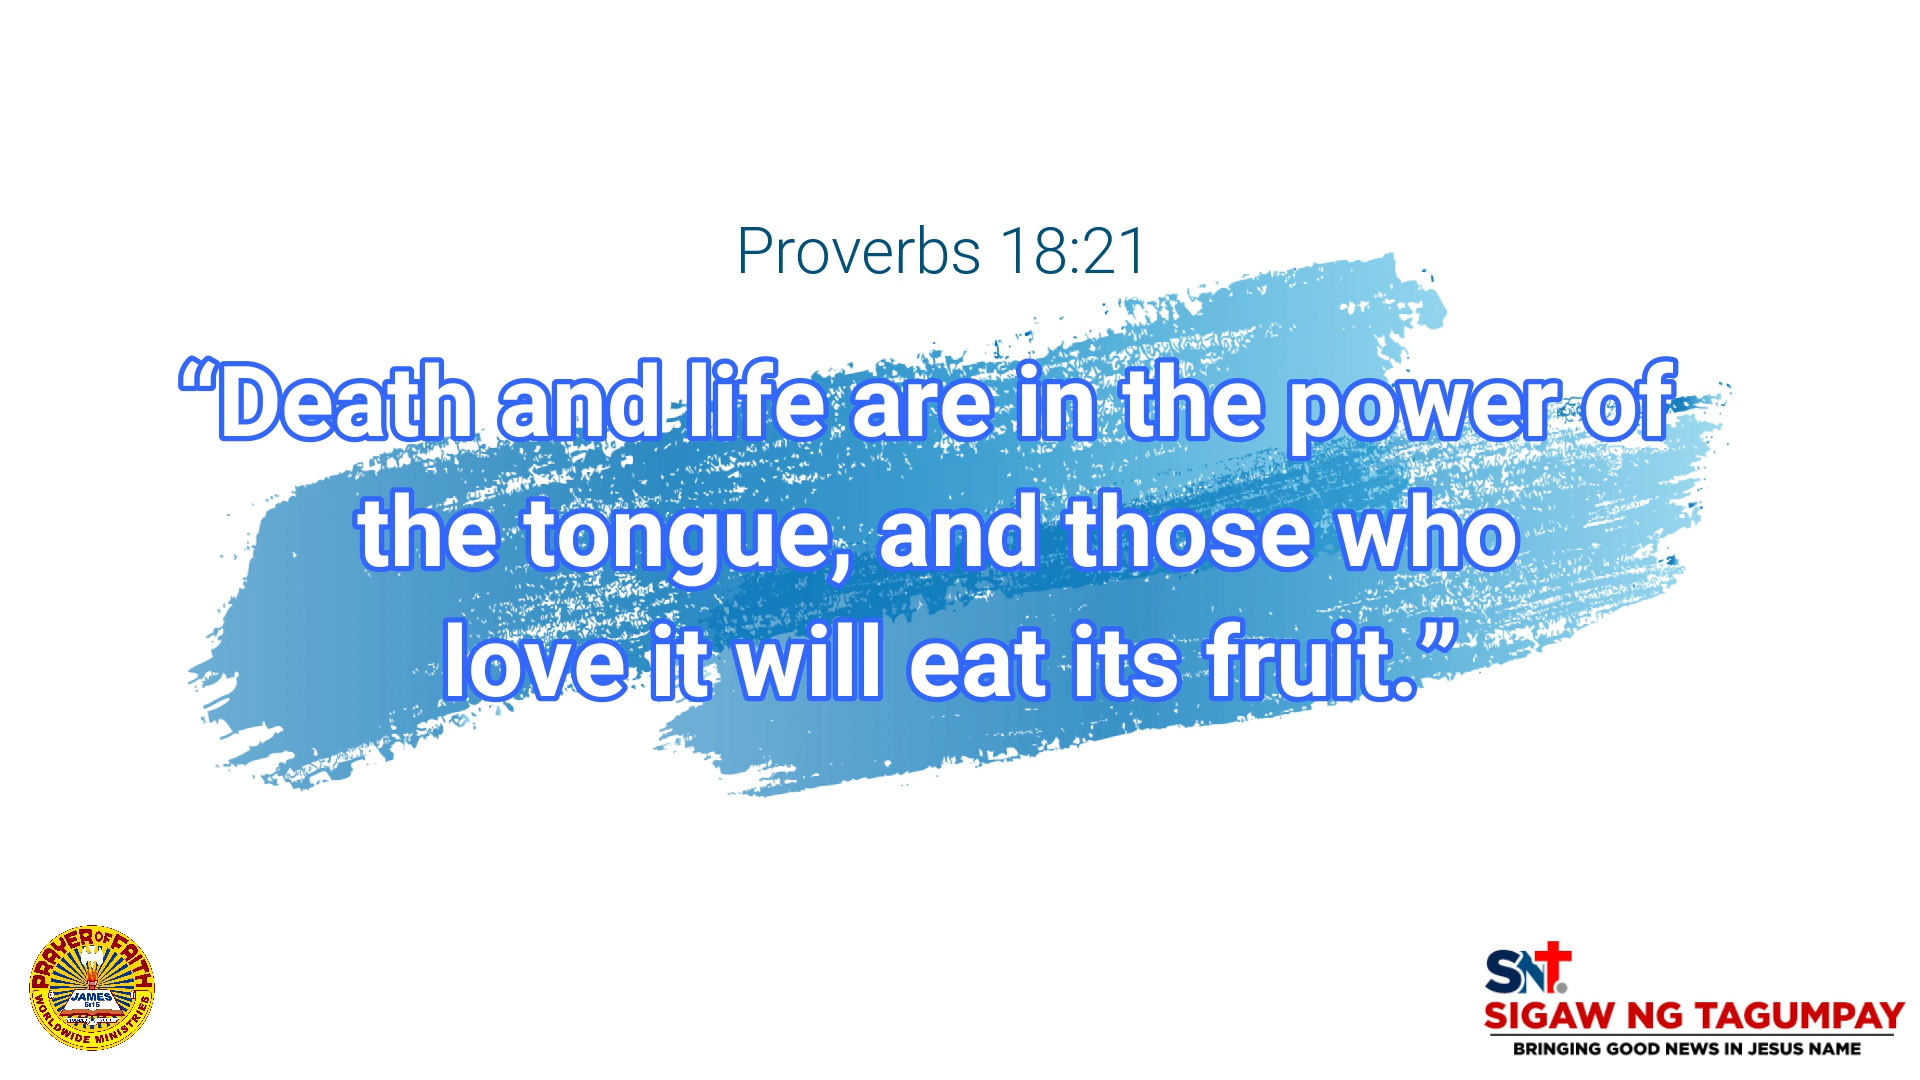 Proverbs 18:21
“Death and life are in the power of
the tongue, and those who
love it will eat its fruit.”
PRAYER OF FAITH
JAMES
5:15
WORLDWIDE MINISTRIES
SNt.
SIGAW NG TAGUMPAY
BRINGING GOOD NEWS IN JESUS NAME